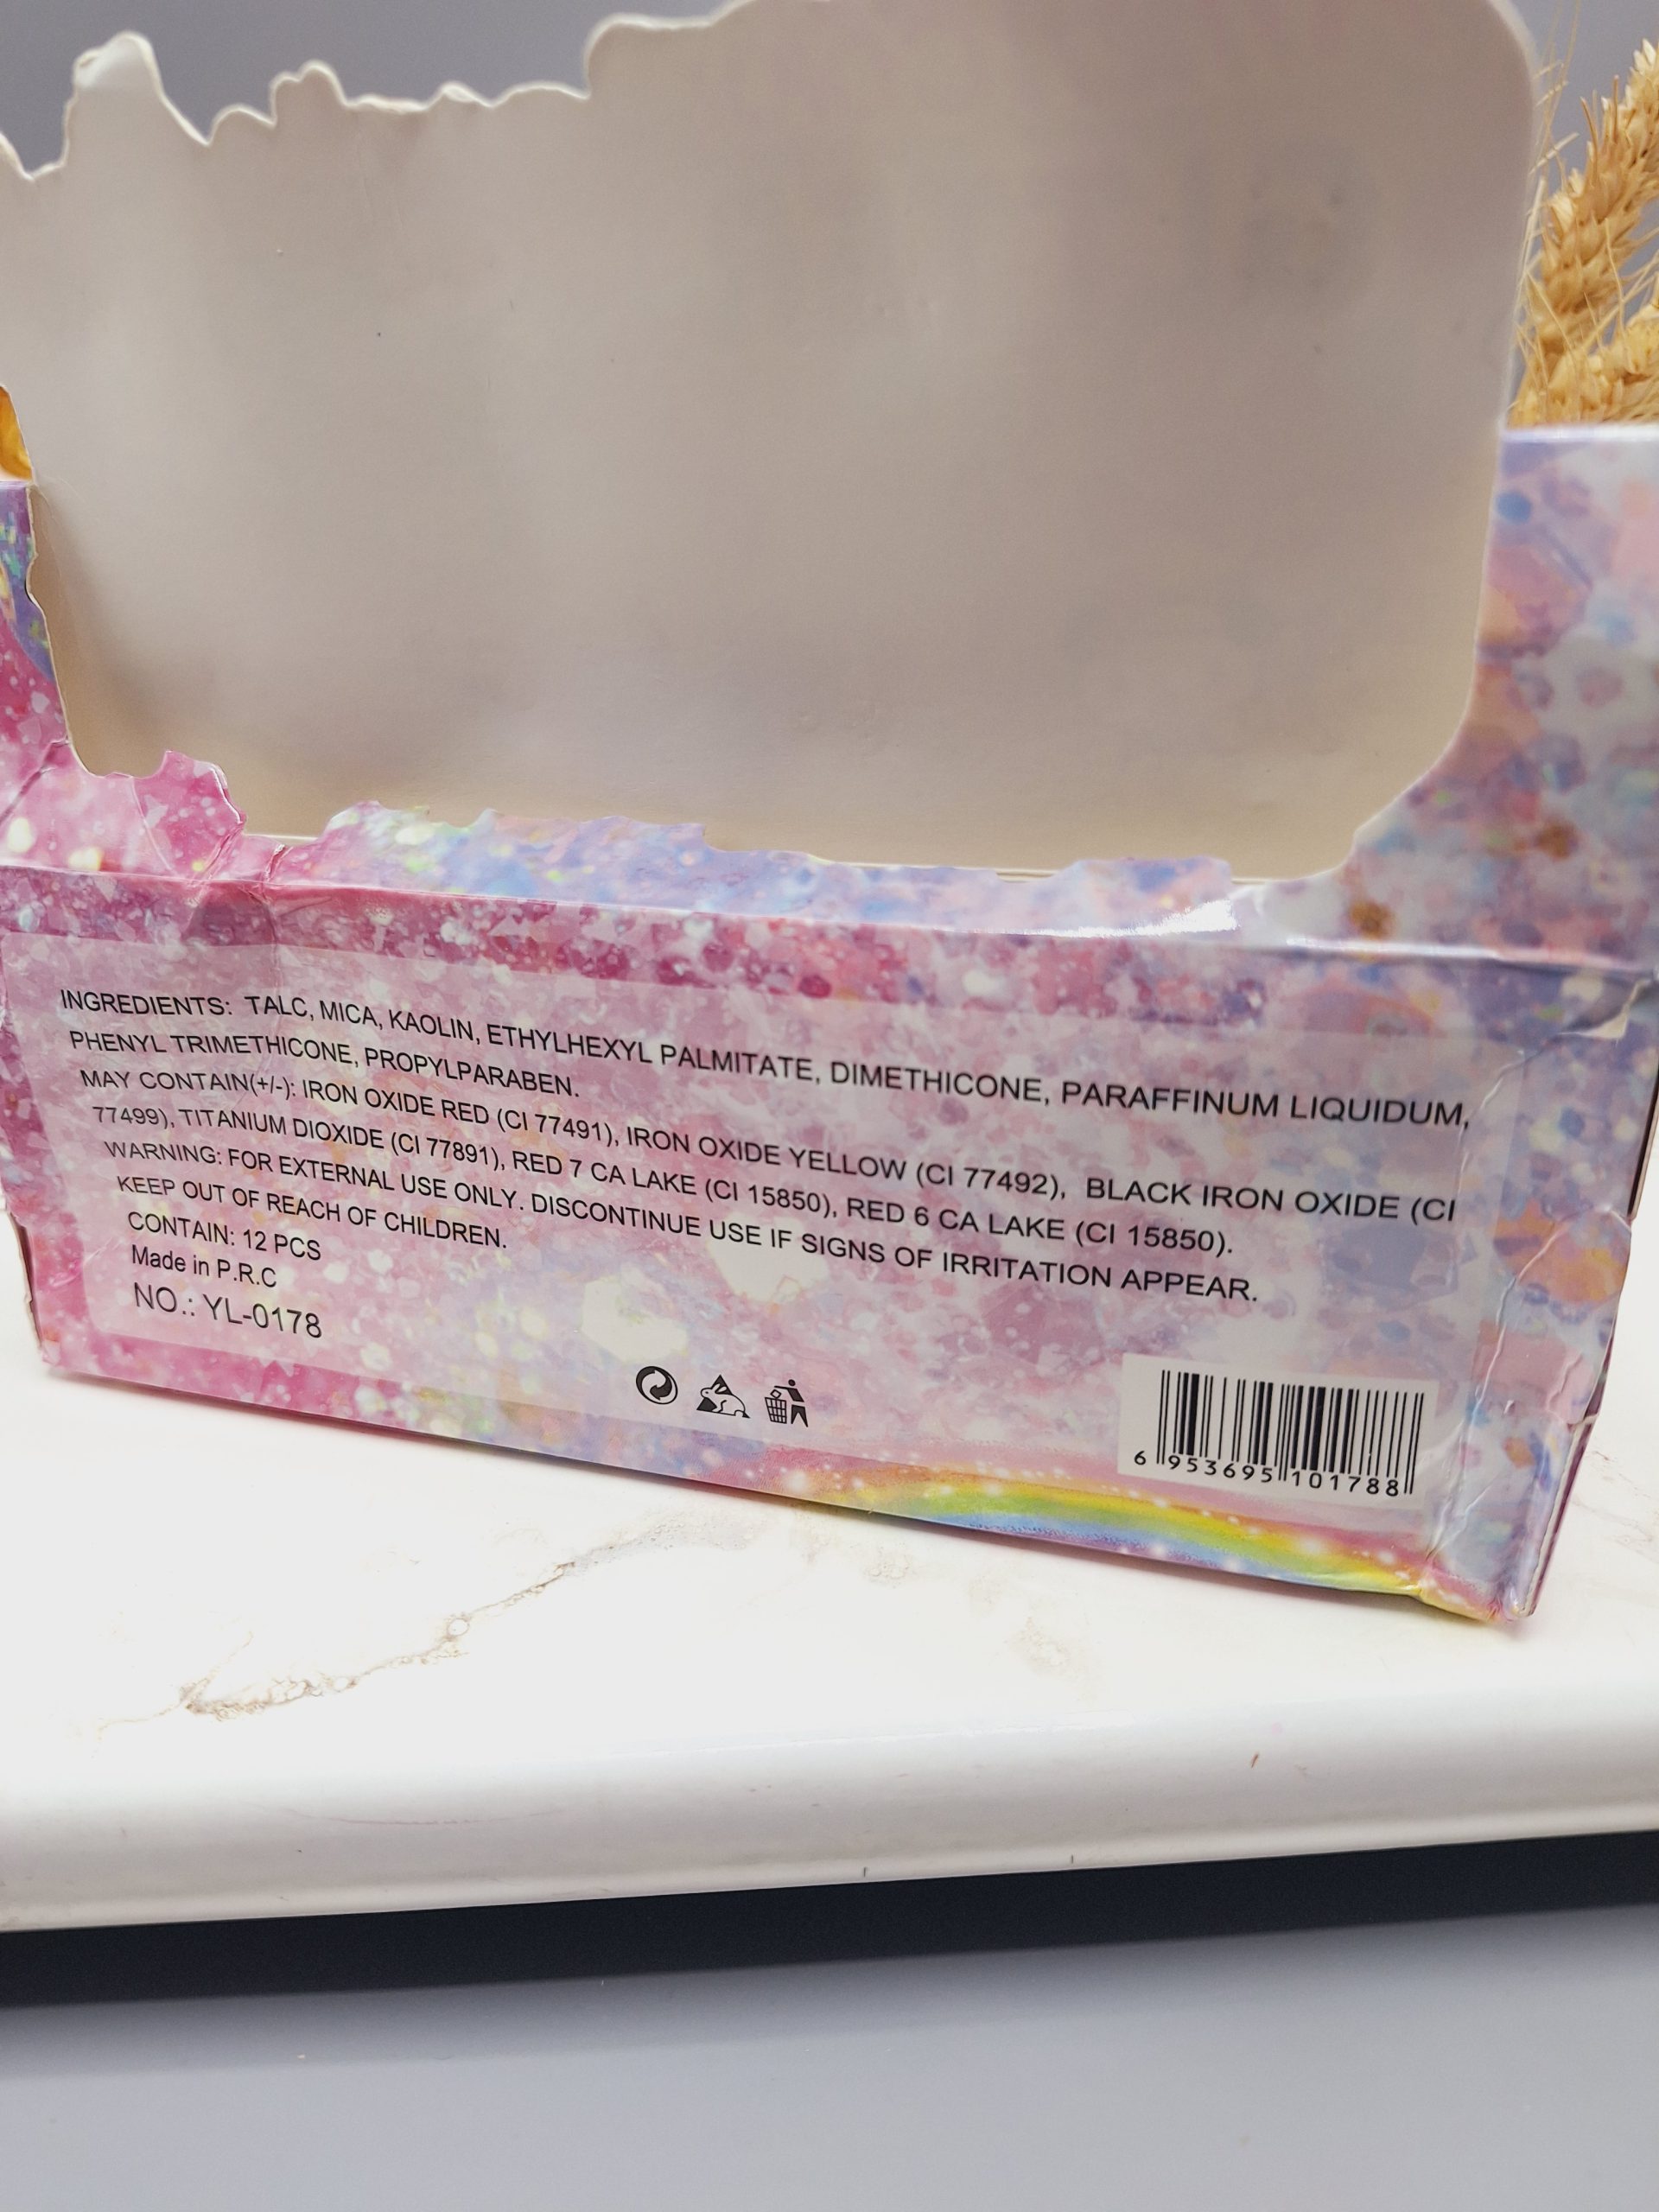 INGREDIENTS: TALC, MICA, KAOLIN, ETHYLHEXYL PALMITATE, DIMETHICONE, PARAFFINUM LIQUIDUM,
PHENYL TRIMETHICONE, PROPYLPARABEN.
MAY CONTAIN(+/-): IRON OXIDE RED (CI 77491), IRON OXIDE YELLOW (CI 77492), BLACK IRON OXIDE (CI
77499), TITANIUM DIOXIDE (CI 77891), RED 7 CA LAKE (CI 15850), RED 6 CA LAKE (CI 15850).
WARNING: FOR EXTERNAL USE ONLY. DISCONTINUE USE IF SIGNS OF IRRITATION APPEAR.
KEEP OUT OF REACH OF CHILDREN.
CONTAIN: 12 PCS
Made in P.R.C
NO.: YL-0178
6 953695 101788